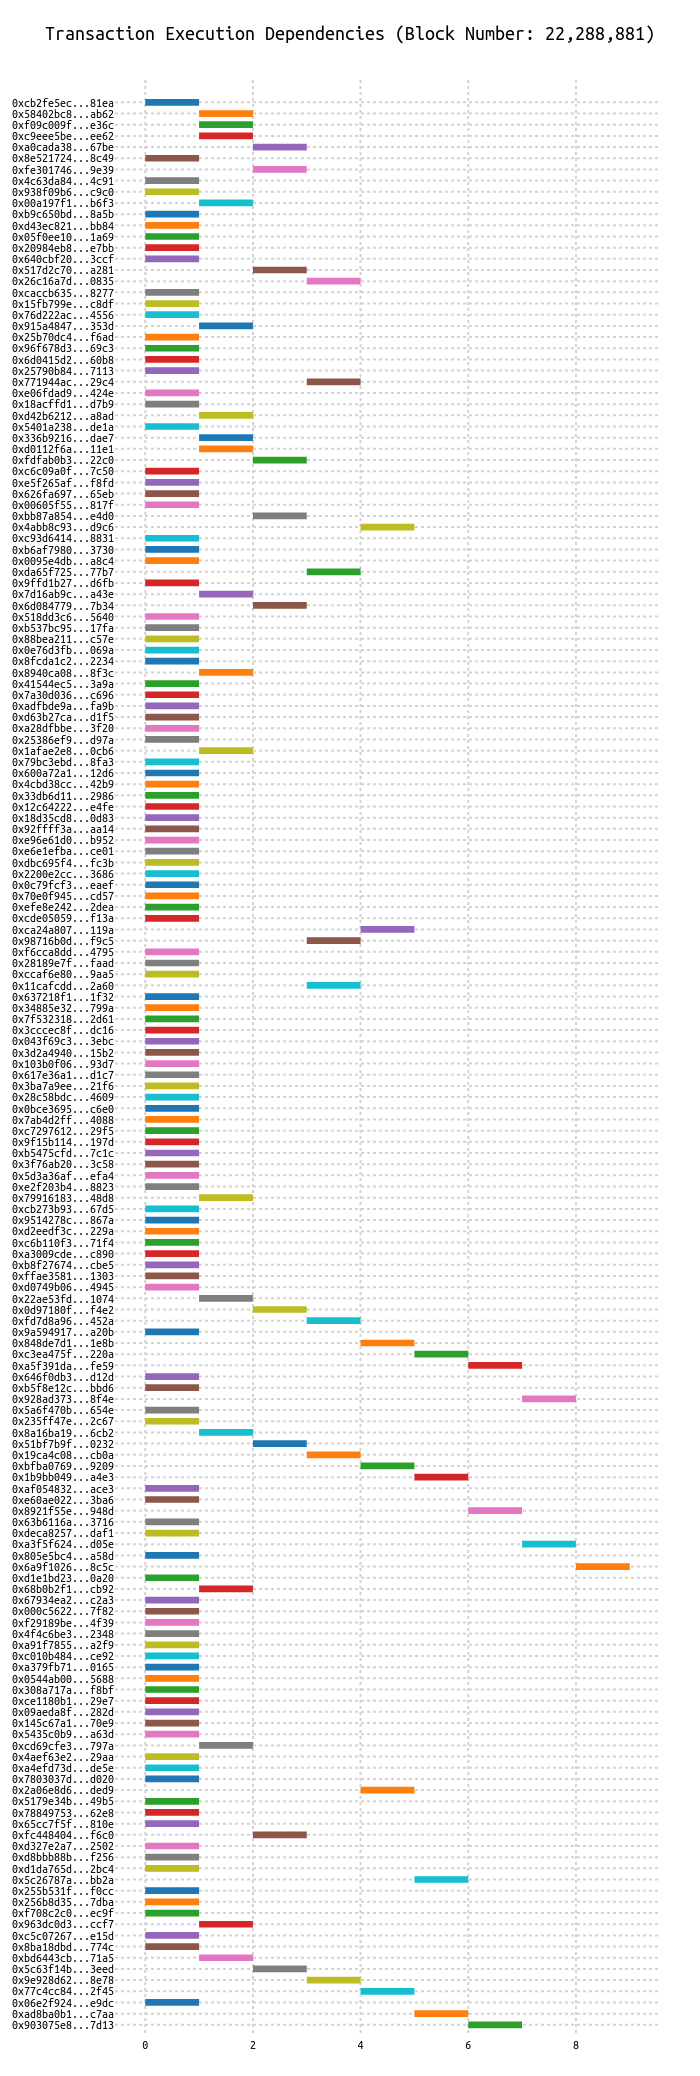 Transaction Execution Dependencies (Block Number: 22,288,881)
0xcb2fe5ec...81ea
0x58402bc8...ab62
0xf09c009f...e36c
0xc9eee5be...ee62
0xa0cada38...67be
0x8e521724...8c49
0xfe301746...9e39
0x4c63da84...4c91
0x938f09b6...c9c0
0x00a197f1...b6f3
0xb9c650bd...8a5b
0xd43ec821...bb84
0x05f0ee10...1a69
0x20984eb8...e7bb
0x640cbf20...3ccf
0x517d2c70...a281
0x26c16a7d...0835
0xcaccb635...8277
0x15fb799e...c8df
0x76d222ac...4556
0x915a4847...353d
0x25b70dc4...f6ad
0x96f678d3...69c3
0x6d0415d2...60b8
0x25790b84...7113
0x771944ac...29c4
0xe06fdad9...424e
0x18acffd1...d7b9
0xd42b6212...a8ad
0x5401a238...de1a
0x336b9216...dae7
0xd0112f6a...11e1
0xfdfab0b3...22c0
0xc6c09a0f...7c50
0xe5f265af...f8fd
0x626fa697...65eb
0x00605f55...817f
0xbb87a854...e4d0
0x4abb8c93...d9c6
0xc93d6414...8831
0xb6af7980...3730
0x0095e4db...a8c4
0xda65f725...77b7
0x9ffd1b27...d6fb
0x7d16ab9c...a43e
0x6d084779...7b34
0x518dd3c6...5640
0xb537bc95...17fa
0x88bea211...c57e
0x0e76d3fb...069a
0x8fcda1c2...2234
0x8940ca08...8f3c
0x41544ec5...3a9a
0x7a30d036...c696
0xadfbde9a...fa9b
0xd63b27ca...d1f5
0xa28dfbbe...3f20
0x25386ef9...d97a
0x1afae2e8...0cb6
0x79bc3ebd...8fa3
0x600a72a1...12d6
0x4cbd38cc...42b9
0x33db6d11...2986
0x12c64222...e4fe
0x18d35cd8...0d83
0x92ffff3a...aa14
0xe96e61d0...b952
0xe6e1efba...ce01
0xdbc695f4...fc3b
0x2200e2cc...3686
0x0c79fcf3...eaef
0x70e0f945...cd57
0xefe8e242...2dea
0xcde05059...f13a
0xca24a807...119a
0x98716b0d...f9c5
0xf6cca8dd...4795
0x28189e7f...faad
0xccaf6e80...9aa5
0x11cafcdd...2a60
0x637218f1...1f32
0x34885e32...799a
0x7f532318...2d61
0x3cccec8f...dc16
0x043f69c3...3ebc
0x3d2a4940...15b2
0x103b0f06...93d7
0x617e36a1...d1c7
0x3ba7a9ee...21f6
0x28c58bdc...4609
0x0bce3695...c6e0
0x7ab4d2ff...4088
0xc7297612...29f5
0x9f15b114...197d
0xb5475cfd...7c1c
0x3f76ab20...3c58
0x5d3a36af...efa4
0xe2f203b4...8823
0x79916183...48d8
0xcb273b93...67d5
0x9514278c...867a
0xd2eedf3c...229a
0xc6b110f3...71f4
0xa3009cde...c890
0xb8f27674...cbe5
0xffae3581...1303
0xd0749b06...4945
0x22ae53fd...1074
0x0d97180f...f4e2
0xfd7d8a96...452a
0x9a594917...a20b
0x848de7d1...1e8b
0xc3ea475f...220a
0xa5f391da...fe59
0x646f0db3...d12d
0xb5f8e12c...bbd6
0x928ad373...8f4e
0x5a6f470b...654e
0x235ff47e...2c67
0x8a16ba19...6cb2
0x51bf7b9f...0232
0x19ca4c08...cb0a
0xbfba0769...9209
0x1b9bb049...a4e3
0xaf054832...ace3
0xe60ae022...3ba6
0x8921f55e...948d
0x63b6116a...3716
0xdeca8257...daf1
0xa3f5f624...d05e
0x805e5bc4...a58d
0x6a9f1026...8c5c
0xd1e1bd23...0a20
0x68b0b2f1...cb92
0x67934ea2...c2a3
0x000c5622...7f82
0xf29189be...4f39
0x4f4c6be3...2348
0xa91f7855...a2f9
0xc010b484...ce92
0xa379fb71...0165
0x0544ab00...5688
0x308a717a...f8bf
0xce1180b1...29e7
0x09aeda8f...282d
0x145c67a1...70e9
0x5435c0b9...a63d
0xcd69cfe3...797a
0x4aef63e2...29aa
0xa4efd73d...de5e
0x7803037d...d020
0x2a06e8d6...ded9
0x5179e34b...49b5
0x78849753...62e8
0x65cc7f5f...810e
0xfc448404...f6c0
0xd327e2a7...2502
0xd8bbb88b...f256
0xd1da765d...2bc4
0x5c26787a...bb2a
0x255b531f...f0cc
0x256b8d35...7dba
0xf708c2c0...ec9f
0x963dc0d3...ccf7
0xc5c07267...e15d
0x8ba18dbd...774c
0xbd6443cb...71a5
0x5c63f14b...3eed
0x9e928d62...8e78
0x77c4cc84...2f45
0x06e2f924...e9dc
0xad8ba0b1...c7aa
0x903075e8...7d13
0 2 4 6 8